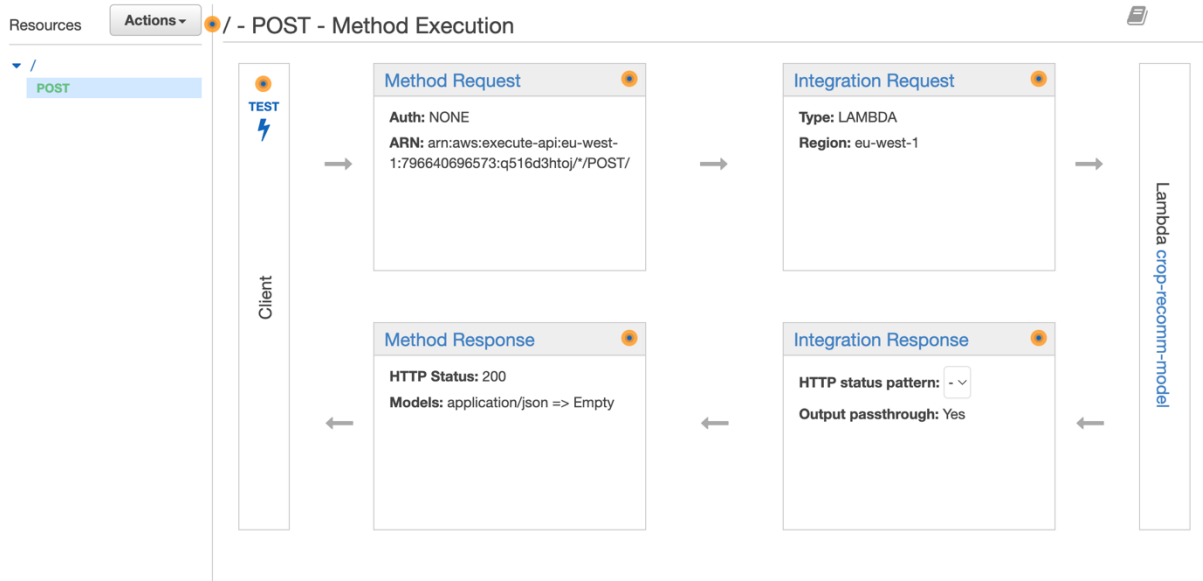 Resources
Actions
/ - POST - Method Execution
/
POST
TEST
Client
Method Request
Auth: NONE
ARN: arn:aws:execute-api:eu-west-
1:796640696573:q516d3htoj/*/POST/
Integration Request
Type: LAMBDA
Region: eu-west-1
Lambda crop-recomm-model
Method Response
HTTP Status: 200
Models: application/json => Empty
Integration Response
HTTP status pattern: -
Output passthrough: Yes